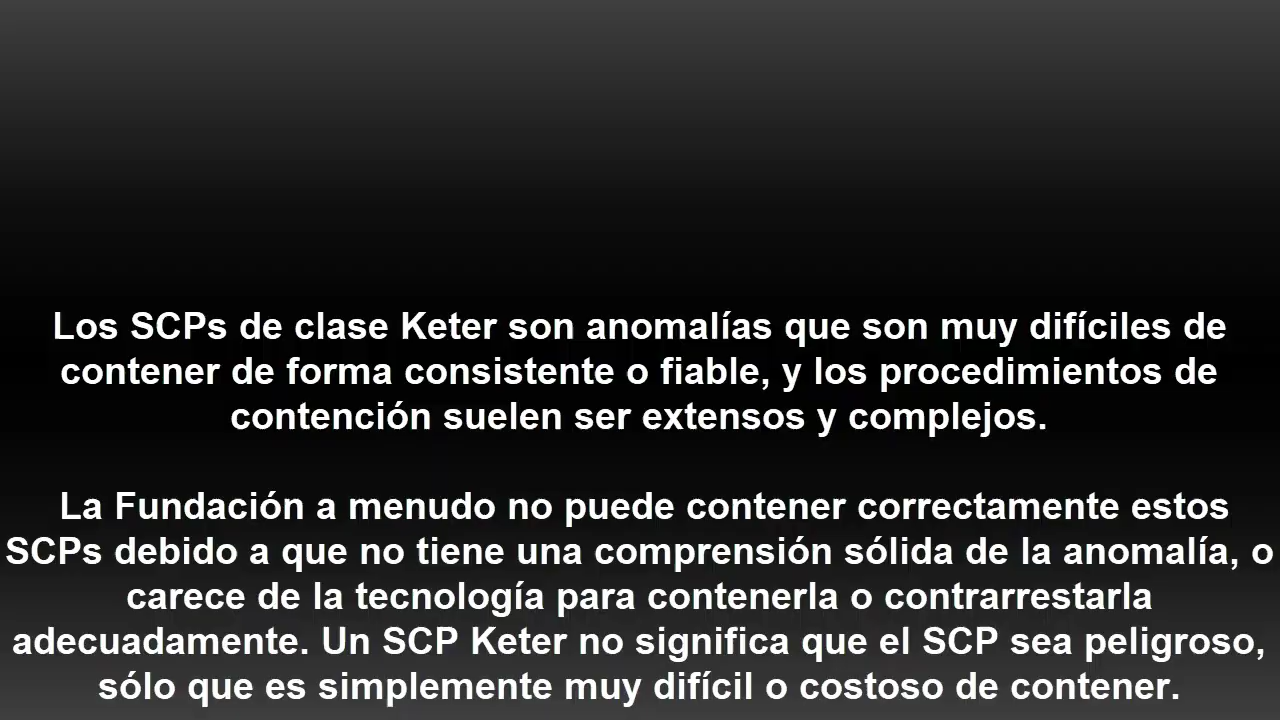 Los SCPs de clase Keter son anomalías que son muy difíciles de
contener de forma consistente o fiable, y los procedimientos de
contención suelen ser extensos y complejos.
La Fundación a menudo no puede contener correctamente estos
SCPs debido a que no tiene una comprensión sólida de la anomalía, o
carece de la tecnología para contenerla o contrarrestarla
adecuadamente. Un SCP Keter no significa que el SCP sea peligroso,
sólo que es simplemente muy difícil o costoso de contener.